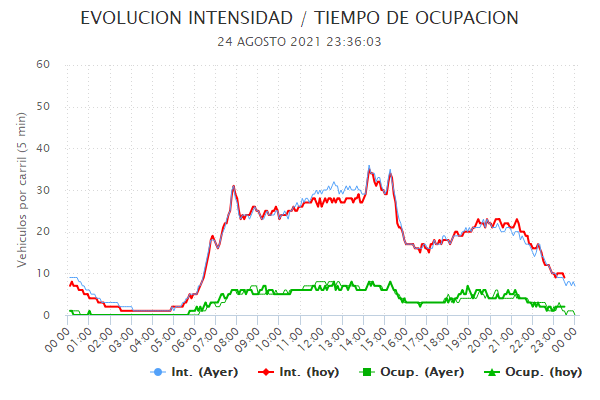 EVOLUCION INTENSIDAD / TIEMPO DE OCUPACION
24 AGOSTO 2021 23:36:03
Vehiculos por carril (5 min)
60
50
40
30
20
10
0
00:00 01:00 02:00 03:00 04:00 05:00 06:00 07:00 08:00 09:00 10:00 11:00 12:00 13:00 14:00 15:00 16:00 17:00 18:00 19:00 20:00 21:00 22:00 23:00 00:00
Int. (Ayer) Int. (hoy) Ocup. (Ayer) Ocup. (hoy)